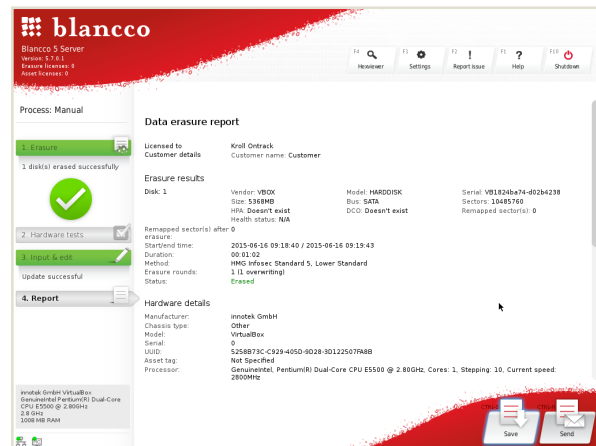 blancco
Blancco 5 Server
Version: 5.7.0.1
Erasure licenses: 0
Asset licenses: 0
F4
Hexviewer
F3
Settings
F2
Report issue
F1
Help
F10
Shutdown
Process: Manual
1. Erasure
1 disk(s) erased successfully
2. Hardware tests
3. Input & edit
Update successful
4. Report
Data erasure report
Licensed to Kroll Ontrack
Customer details Customer name: Customer
Erasure results
Disk: 1 Vendor: VBOX Model: HARDDISK Serial: VB1824ba74-d02b4238
Size: 5368MB Bus: SATA Sectors: 10485760
HPA: Doesn't exist DCO: Doesn't exist Remapped sector(s): 0
Health status: N/A
Remapped sector(s) after 0
erasure:
Start/end time: 2015-06-16 09:18:40 / 2015-06-16 09:19:43
Duration: 00:01:02
Method: HMG Infosec Standard 5, Lower Standard
Erasure rounds: 1 (1 overwriting)
Status: Erased
Hardware details
Manufacturer: innotek GmbH
Chassis type: Other
Model: VirtualBox
Serial: 0
UUID: 5258B73C-C929-405D-9D28-3D122507FA8B
Asset tag: Not Specified
Processor: GenuineIntel, Pentium(R) Dual-Core CPU E5500 @ 2.80GHz, Cores: 1, Stepping: 10, Current speed:
2800MHz
innotek GmbH VirtualBox
GenuineIntel Pentium(R) Dual-Core
CPU E5500 @ 2.80GHz
2.8 GHz
1008 MB RAM
Save
Send